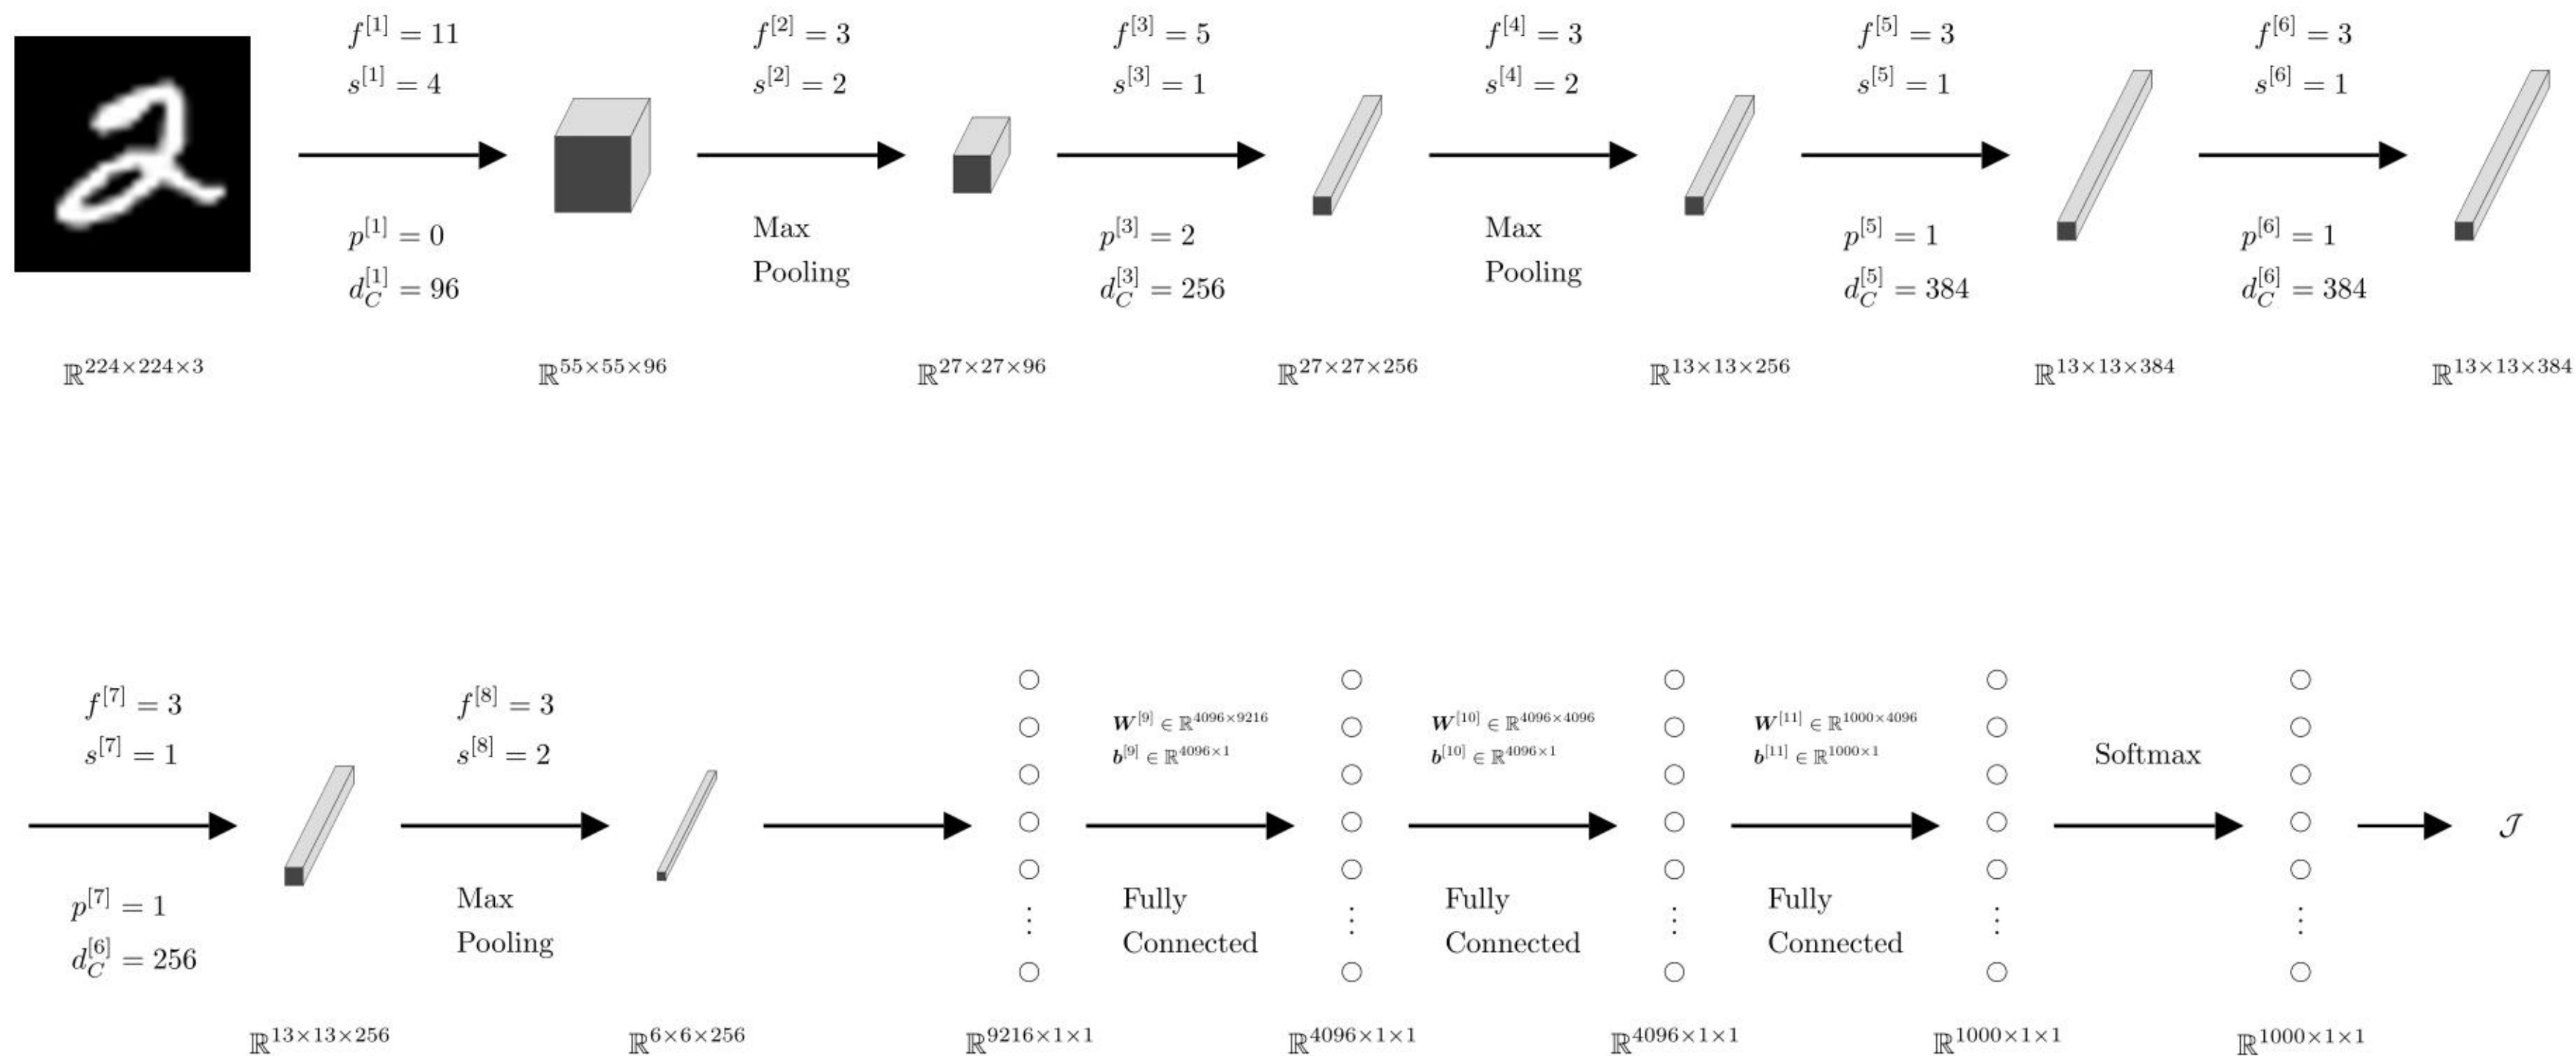 f^{[1]} = 11
s^{[1]} = 4
p^{[1]} = 0
d_C^{[1]} = 96
f^{[2]} = 3
s^{[2]} = 2
Max
Pooling
f^{[3]} = 5
s^{[3]} = 1
p^{[3]} = 2
d_C^{[3]} = 256
f^{[4]} = 3
s^{[4]} = 2
Max
Pooling
f^{[5]} = 3
s^{[5]} = 1
p^{[5]} = 1
d_C^{[5]} = 384
f^{[6]} = 3
s^{[6]} = 1
p^{[6]} = 1
d_C^{[6]} = 384
ℝ^{224×224×3}
ℝ^{55×55×96}
ℝ^{27×27×96}
ℝ^{27×27×256}
ℝ^{13×13×256}
ℝ^{13×13×384}
ℝ^{13×13×384}
f^{[7]} = 3
s^{[7]} = 1
p^{[7]} = 1
d_C^{[6]} = 256
f^{[8]} = 3
s^{[8]} = 2
Max
Pooling
W^{[9]} ∈ ℝ^{4096×9216}
b^{[9]} ∈ ℝ^{4096×1}
Fully
Connected
W^{[10]} ∈ ℝ^{4096×4096}
b^{[10]} ∈ ℝ^{4096×1}
Fully
Connected
W^{[11]} ∈ ℝ^{1000×4096}
b^{[11]} ∈ ℝ^{1000×1}
Fully
Connected
Softmax
𝒥
ℝ^{13×13×256}
ℝ^{6×6×256}
ℝ^{9216×1×1}
ℝ^{4096×1×1}
ℝ^{4096×1×1}
ℝ^{1000×1×1}
ℝ^{1000×1×1}